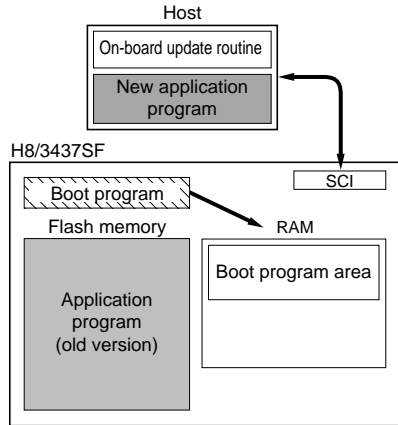 Host
On-board update routine
New application
program
H8/3437SF
SCI
Boot program
Flash memory
RAM
Boot program area
Application
program
(old version)